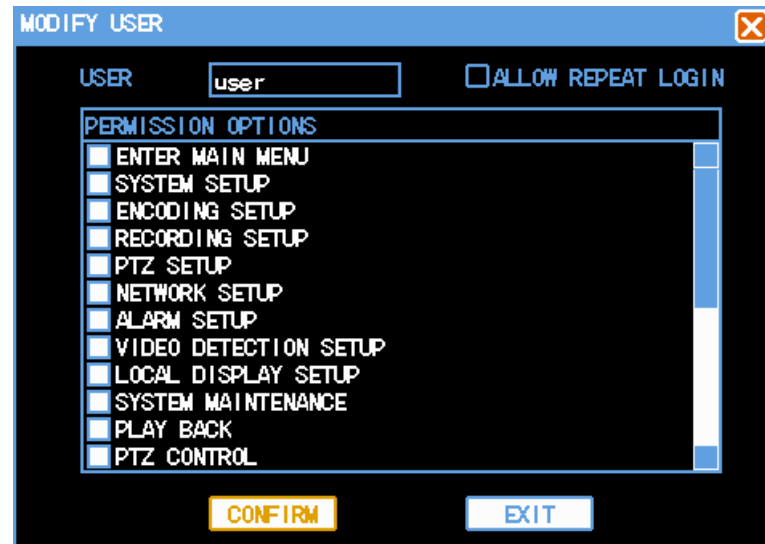 MODIFY USER
USER user ALLOW REPEAT LOGIN
PERMISSION OPTIONS
ENTER MAIN MENU
SYSTEM SETUP
ENCODING SETUP
RECORDING SETUP
PTZ SETUP
NETWORK SETUP
ALARM SETUP
VIDEO DETECTION SETUP
LOCAL DISPLAY SETUP
SYSTEM MAINTENANCE
PLAY BACK
PTZ CONTROL
CONFIRM EXIT